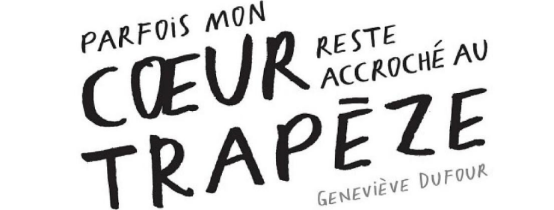 PARFOIS MON
CŒUR RESTE
ACCROCHÉ AU
TRAPĒZE
GENEVIÈVE DUFOUR